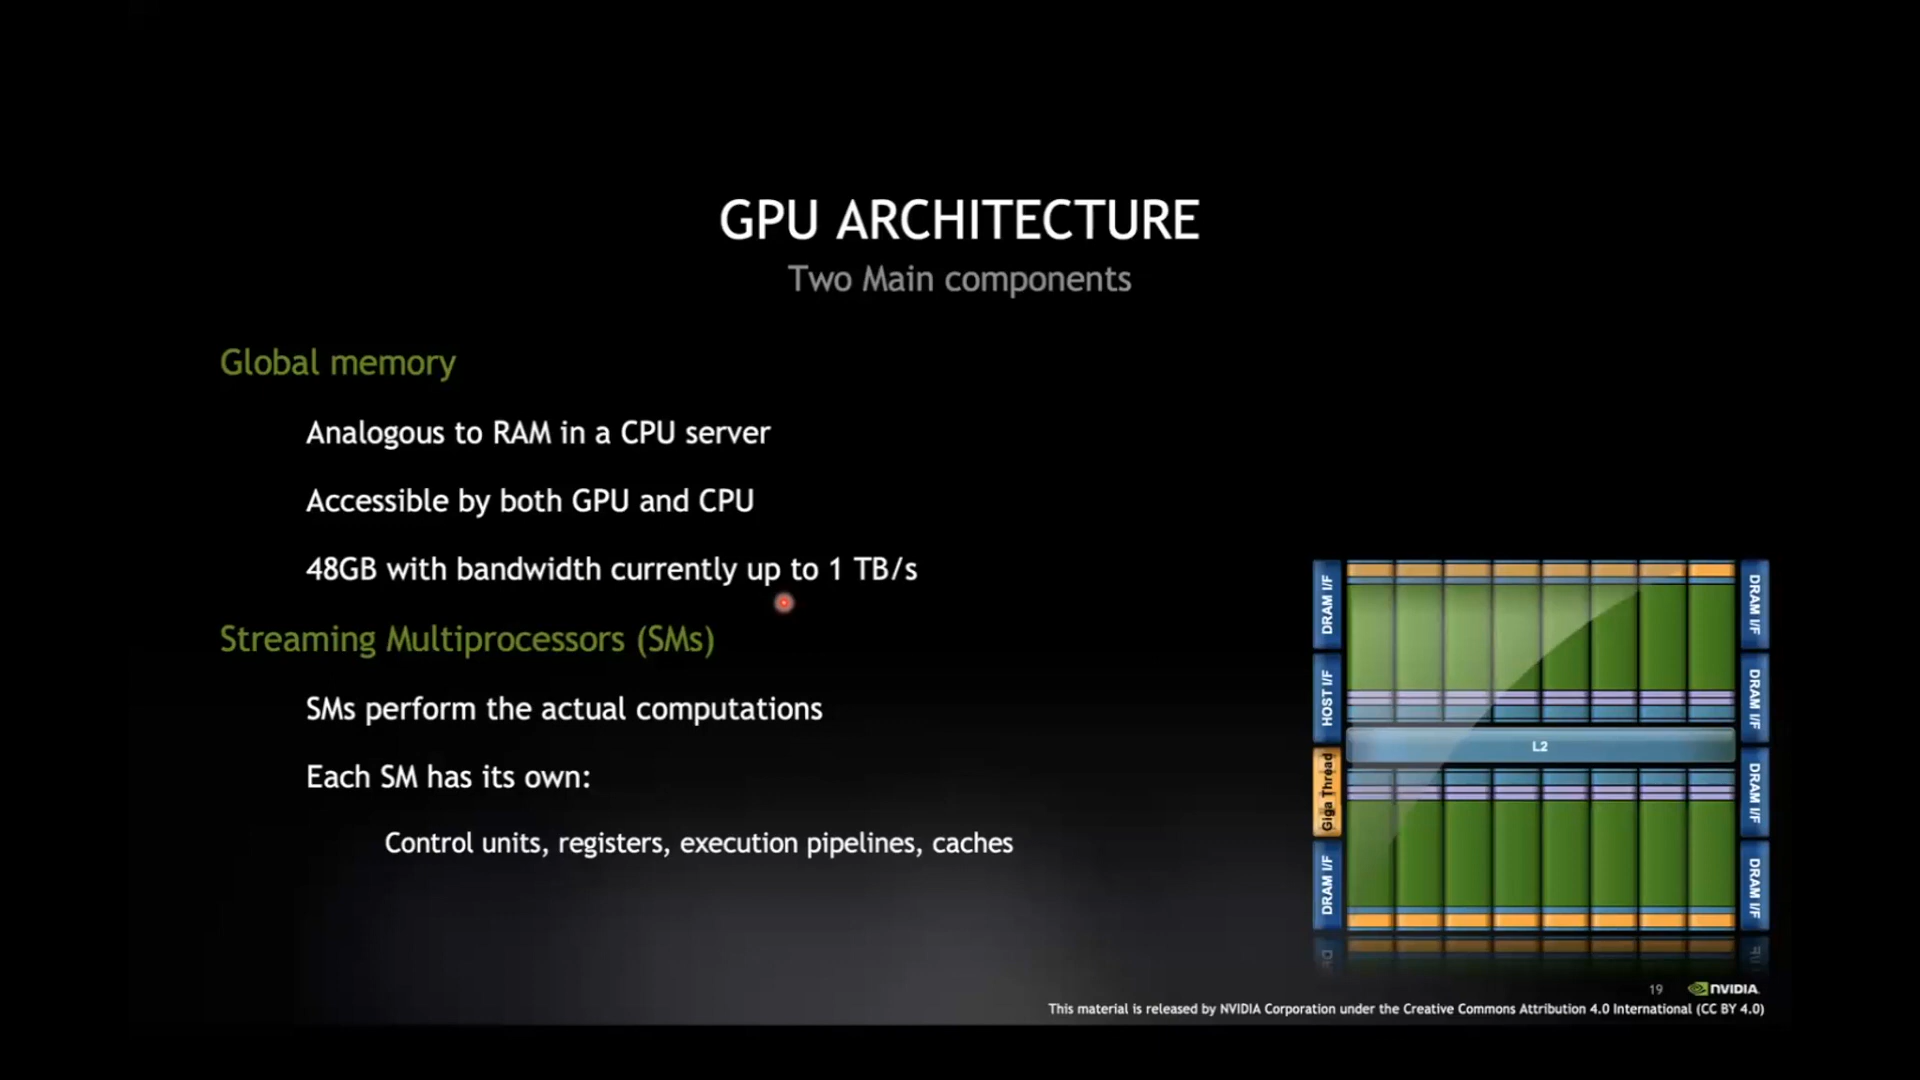 GPU ARCHITECTURE
Two Main components
Global memory
Analogous to RAM in a CPU server
Accessible by both GPU and CPU
48GB with bandwidth currently up to 1 TB/s
Streaming Multiprocessors (SMs)
SMs perform the actual computations
Each SM has its own:
Control units, registers, execution pipelines, caches
DRAM I/F
HOST I/F
Giga Thread
DRAM I/F
L2
DRAM I/F
DRAM I/F
DRAM I/F
DRAM I/F
19
NVIDIA
This material is released by NVIDIA Corporation under the Creative Commons Attribution 4.0 International (CC BY 4.0)